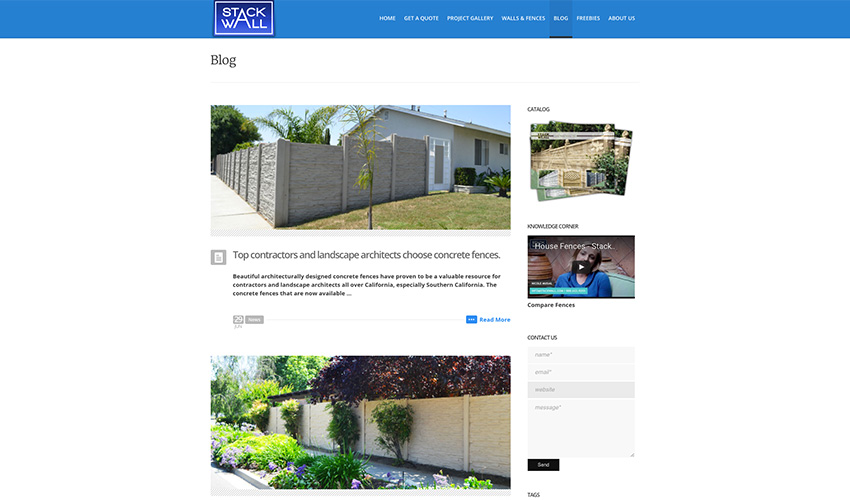 STACK
WALL
HOME GET A QUOTE PROJECT GALLERY WALLS & FENCES BLOG FREEBIES ABOUT US
Blog
CATALOG
KNOWLEDGE CORNER
House Fences - Stack..
Compare Fences
Top contractors and landscape architects choose concrete fences.
Beautiful architecturally designed concrete fences have proven to be a valuable resource for
contractors and landscape architects all over California, especially Southern California. The
concrete fences that are now available ...
29 News
JUN
Read More
CONTACT US
name*
email*
website
message*
Send
TAGS